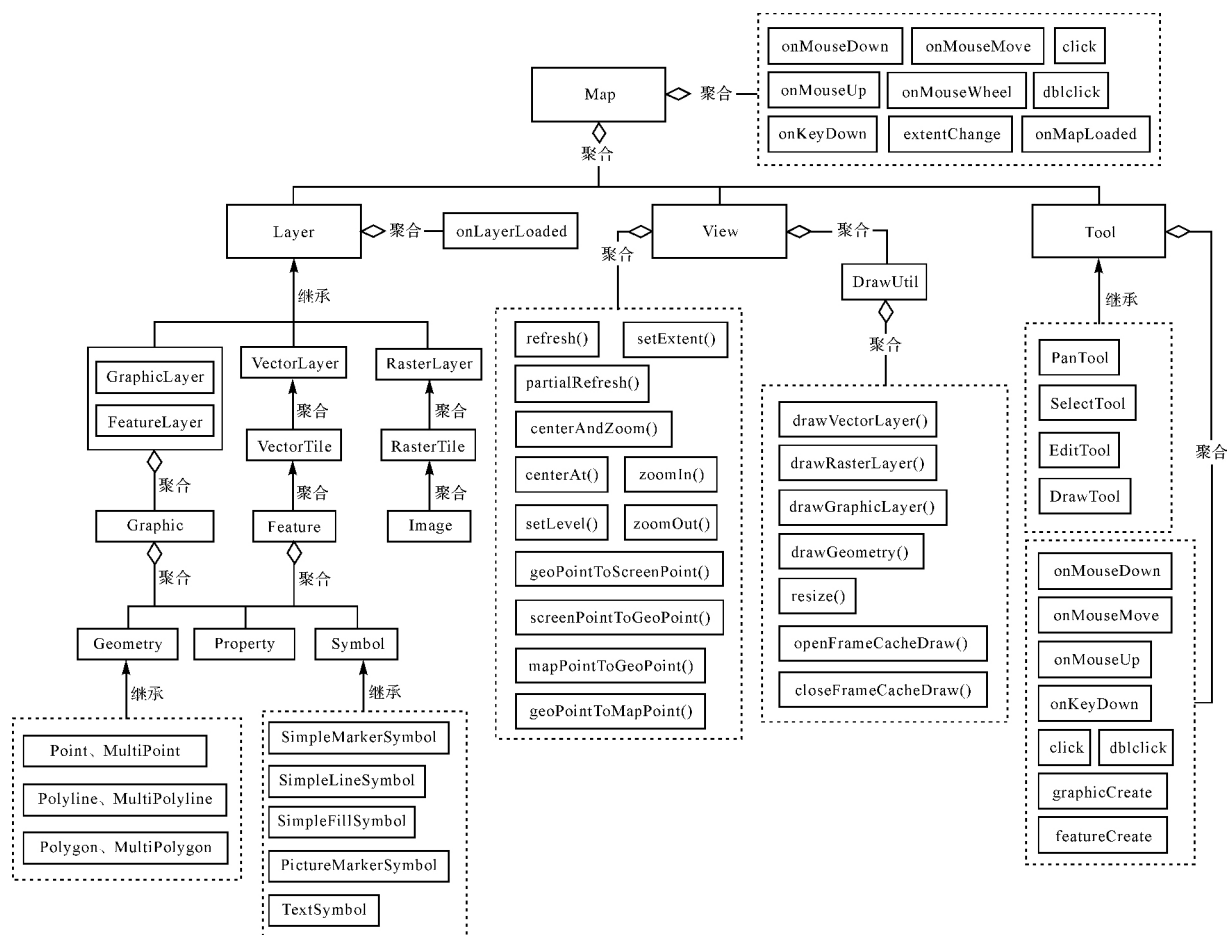 onMouseDown
onMouseMove
click
Map
聚合
onMouseUp
onMouseWheel
dblclick
onKeyDown
extentChange
onMapLoaded
聚合
Layer
聚合
onLayerLoaded
View
聚合
Tool
聚合
DrawUtil
继承
继承
refresh()
setExtent()
聚合
GraphicLayer
FeatureLayer
VectorLayer
RasterLayer
partialRefresh()
PanTool
聚合
聚合
centerAndZoom()
drawVectorLayer()
SelectTool
VectorTile
RasterTile
drawRasterLayer()
EditTool
聚合
聚合
聚合
聚合
centerAt()
zoomIn()
drawGraphicLayer()
DrawTool
Graphic
Feature
Image
setLevel()
zoomOut()
drawGeometry()
聚合
聚合
geoPointToScreenPoint()
resize()
onMouseDown
screenPointToGeoPoint()
onMouseMove
Geometry
Property
Symbol
openFrameCacheDraw()
mapPointToGeoPoint()
onMouseUp
继承
继承
closeFrameCacheDraw()
geoPointToMapPoint()
onKeyDown
Point、MultiPoint
SimpleMarkerSymbol
click
dblclick
Polyline、MultiPolyline
SimpleLineSymbol
graphicCreate
SimpleFillSymbol
featureCreate
Polygon、MultiPolygon
PictureMarkerSymbol
TextSymbol